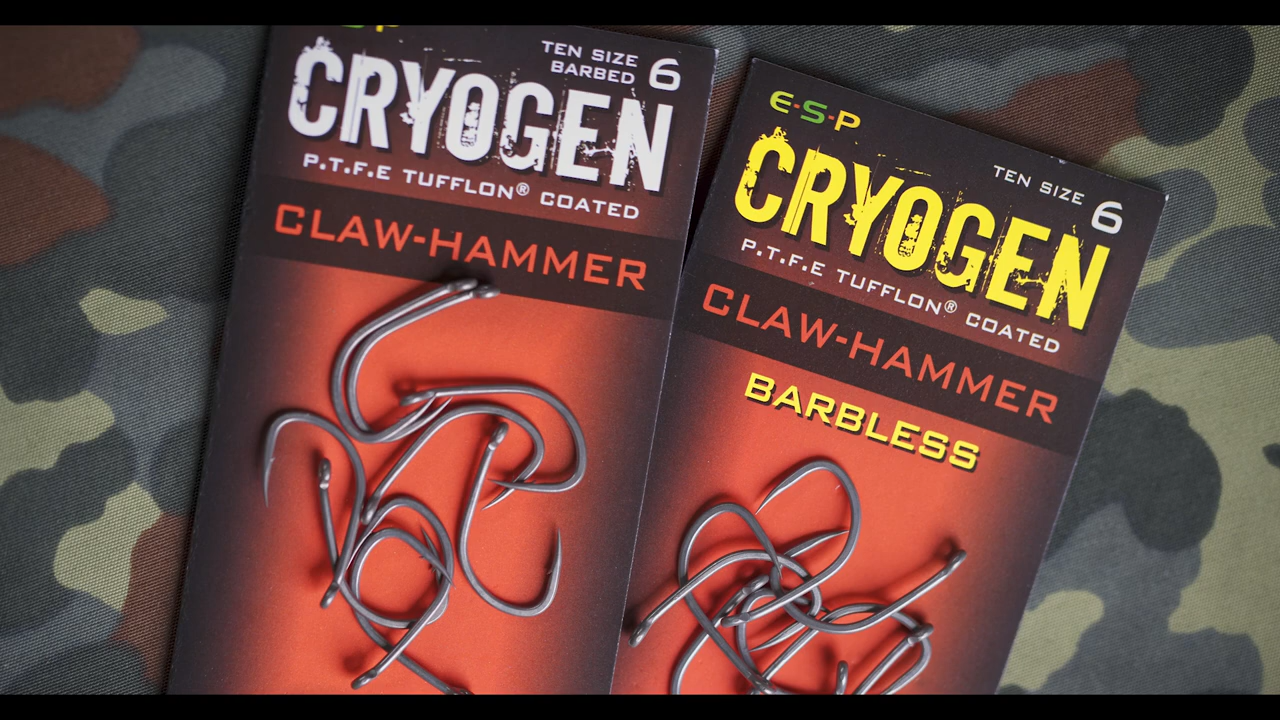 TEN SIZE 6
BARBED
CRYOGEN
P.T.F.E TUFFLON® COATED
CLAW-HAMMER
E·S·P
TEN SIZE 6
CRYOGEN
P.T.F.E TUFFLON® COATED
CLAW-HAMMER
BARBLESS